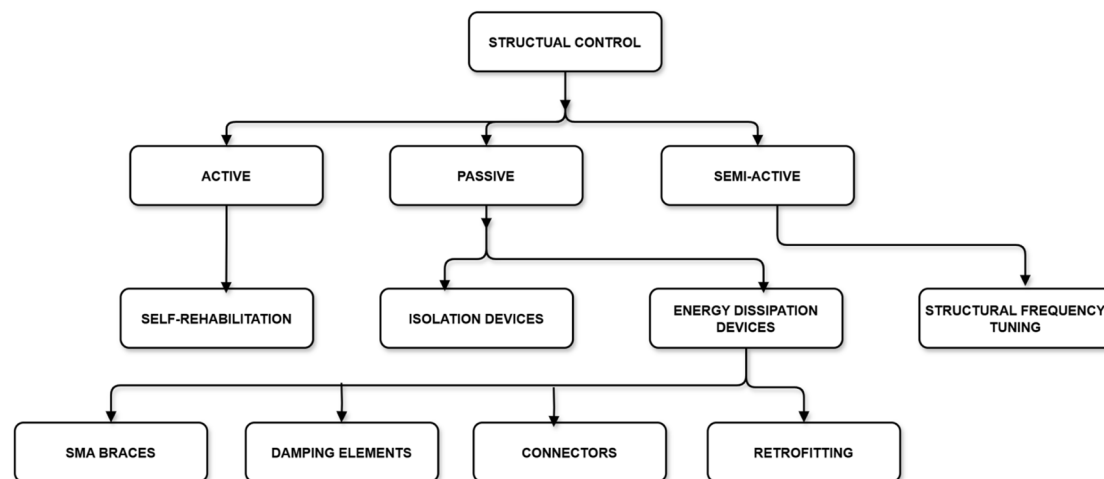 STRUCTUAL CONTROL
ACTIVE
PASSIVE
SEMI-ACTIVE
SELF-REHABILITATION
ISOLATION DEVICES
ENERGY DISSIPATION
DEVICES
STRUCTURAL FREQUENCY
TUNING
SMA BRACES
DAMPING ELEMENTS
CONNECTORS
RETROFITTING